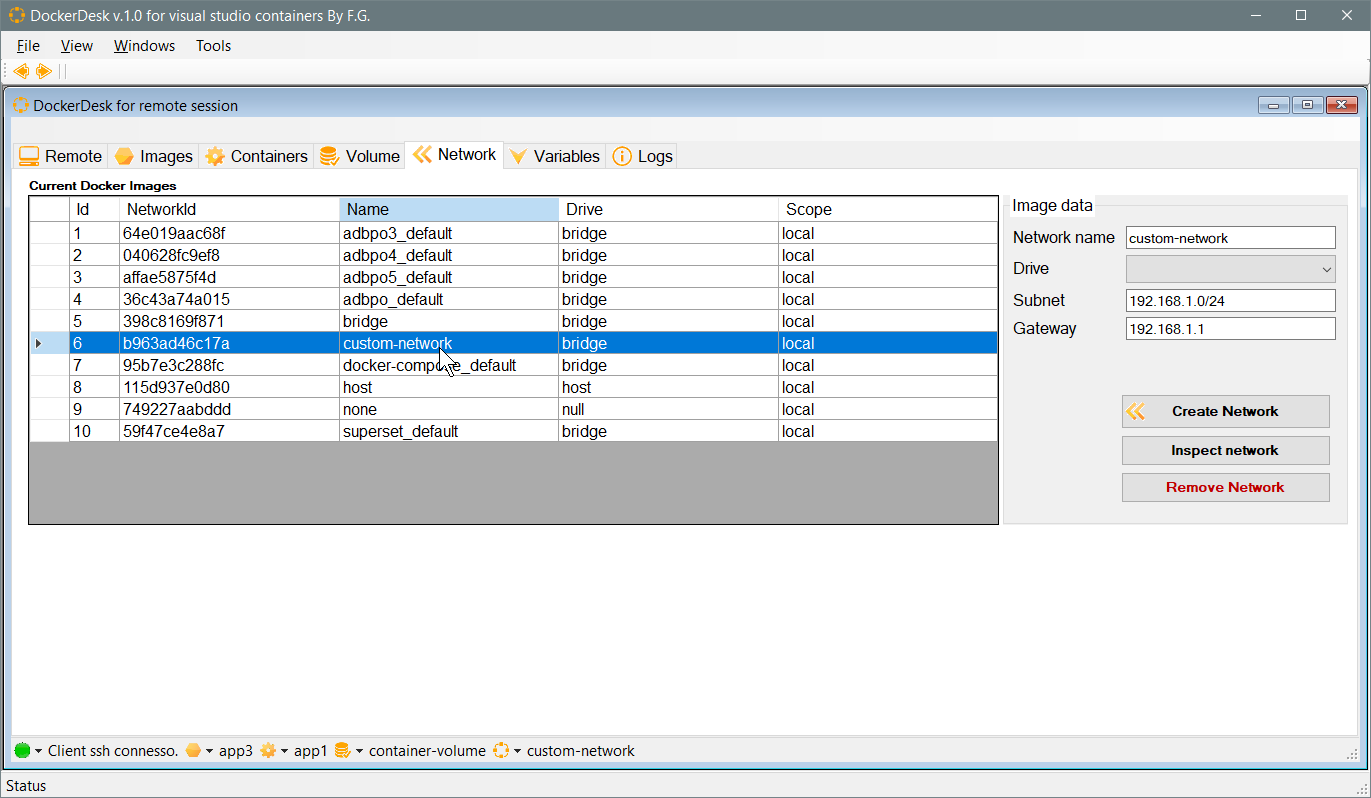 DockerDesk v.1.0 for visual studio containers By F.G.
File View Windows Tools
DockerDesk for remote session
Remote Images Containers Volume Network Variables Logs
Current Docker Images
Id NetworkId Name Drive Scope
1 64e019aac68f adbpo3_default bridge local
2 040628fc9ef8 adbpo4_default bridge local
3 affae5875f4d adbpo5_default bridge local
4 36c43a74a015 adbpo_default bridge local
5 398c8169f871 bridge bridge local
6 b963ad46c17a custom-network bridge local
7 95b7e3c288fc docker-compose_default bridge local
8 115d937e0d80 host host local
9 749227aabddd none null local
10 59f47ce4e8a7 superset_default bridge local
Image data
Network name custom-network
Drive
Subnet 192.168.1.0/24
Gateway 192.168.1.1
Create Network
Inspect network
Remove Network
Client ssh connesso. app3 app1 container-volume custom-network
Status